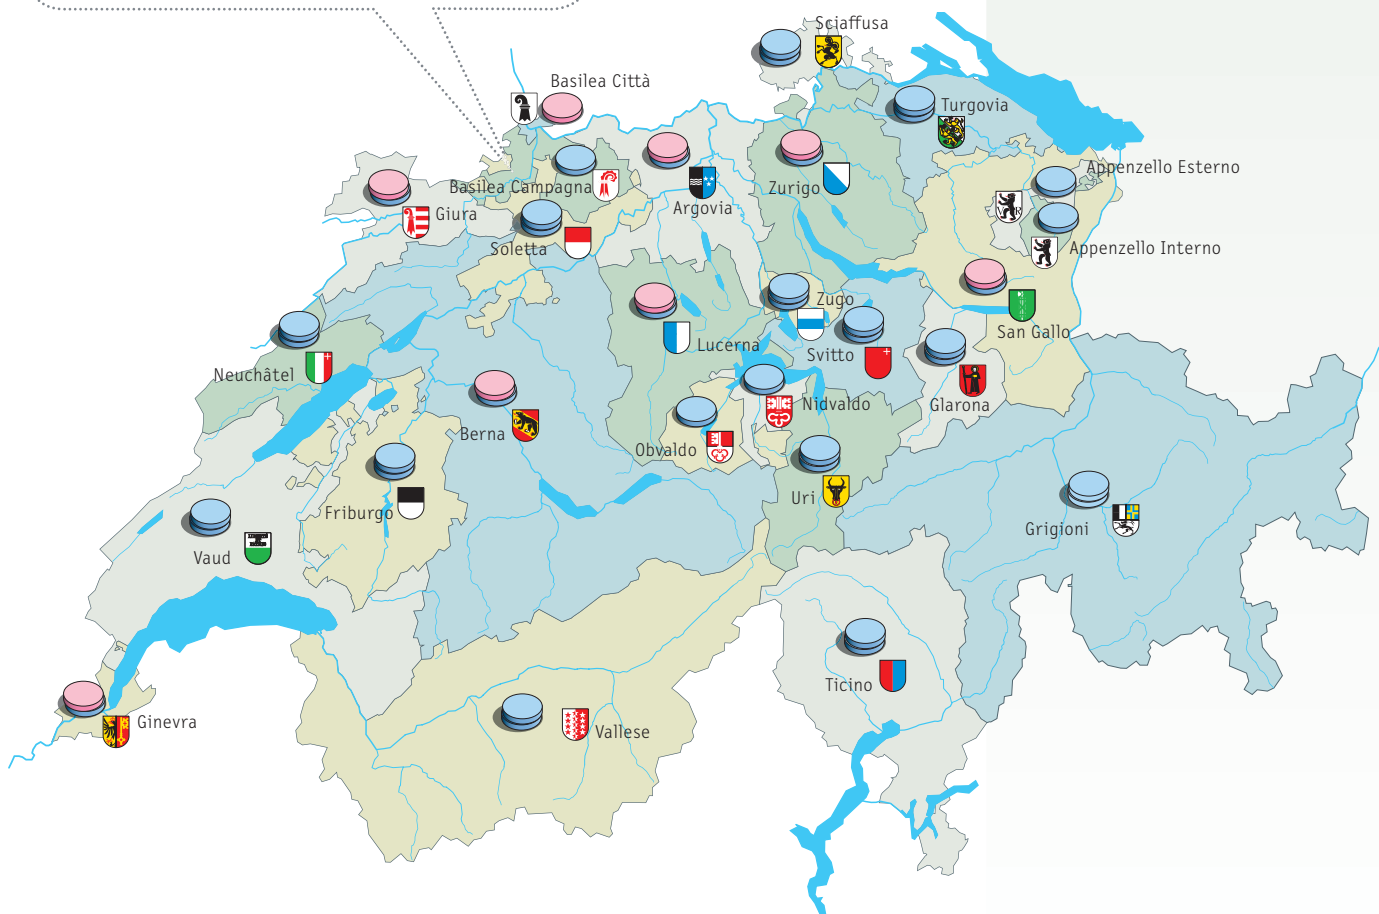 Sciaffusa
Basilea Città
Turgovia
Appenzello Esterno
Basilea Campagna
Zurigo
Argovia
Giura
Soletta
Appenzello Interno
Zugo
San Gallo
Lucerna
Svitto
Neuchâtel
Nidvaldo
Glarona
Berna
Obvaldo
Uri
Friburgo
Grigioni
Vaud
Ticino
Ginevra
Vallese